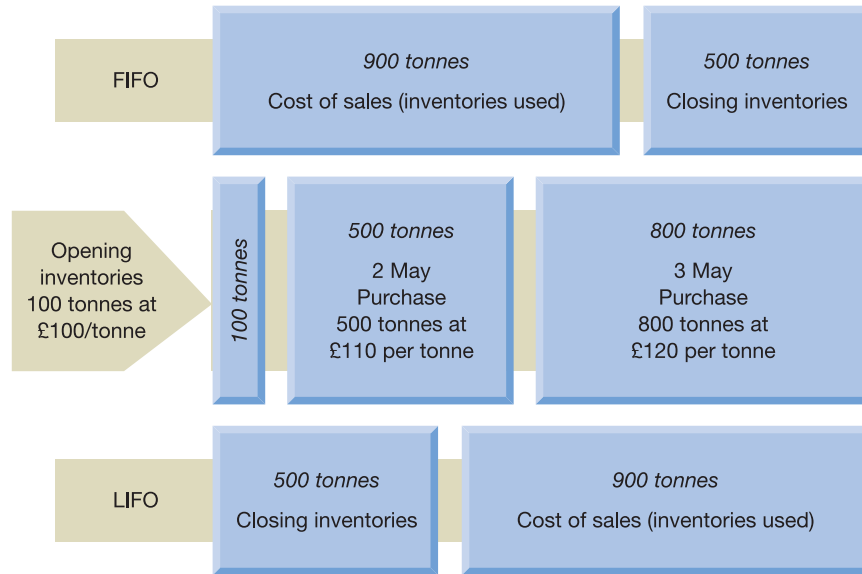 FIFO
900 tonnes
Cost of sales (inventories used)
500 tonnes
Closing inventories
Opening
inventories
100 tonnes at
£100/tonne
100 tonnes
500 tonnes
2 May
Purchase
500 tonnes at
£110 per tonne
800 tonnes
3 May
Purchase
800 tonnes at
£120 per tonne
LIFO
500 tonnes
Closing inventories
900 tonnes
Cost of sales (inventories used)